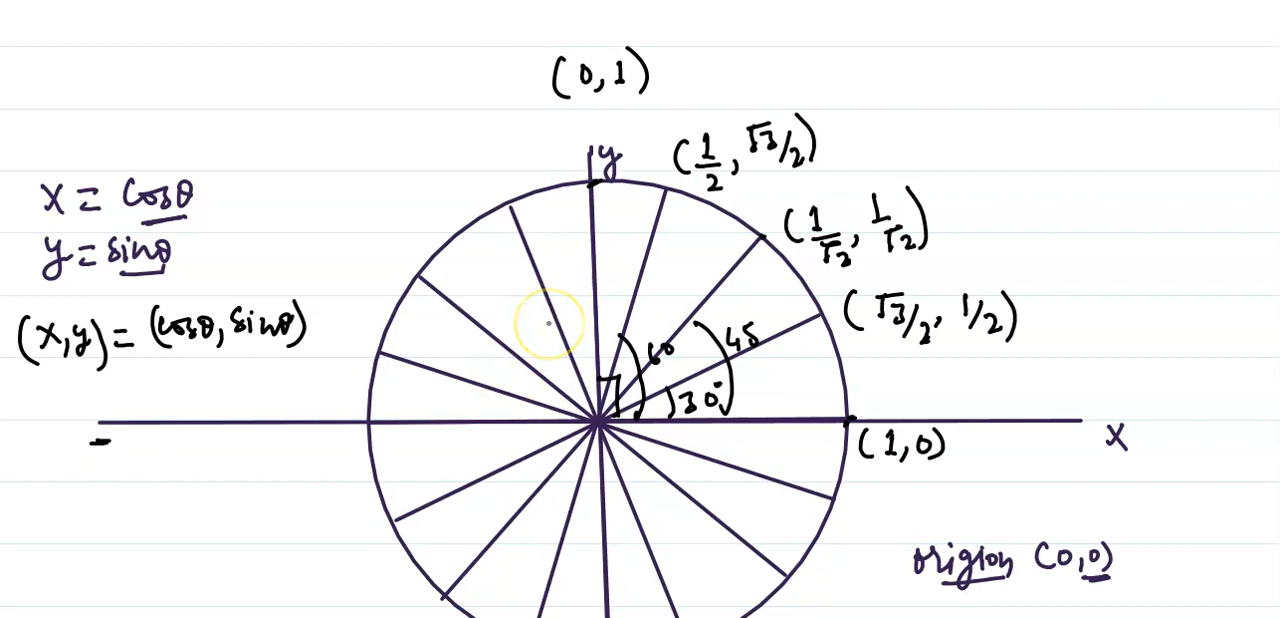 (0,1)
y
(1/2, √3/2)
x = cosθ
(1/√2, 1/√2)
y = sinθ
(x,y) = (cosθ, sinθ)
(√3/2, 1/2)
60
45
30°
(1,0)
x
origion (0,0)